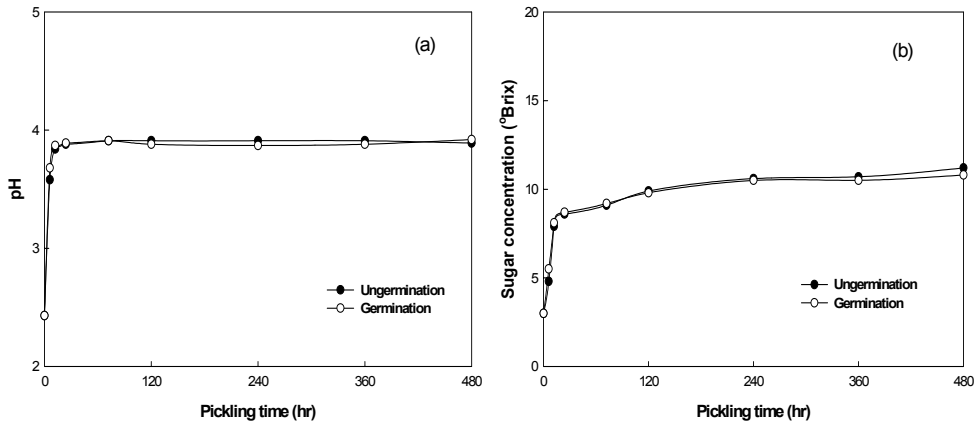 (a)
5
4
3
2
pH
Ungermination
Germination
0 120 240 360 480
Pickling time (hr)
(b)
20
15
10
5
0
Sugar concentration (°Brix)
Ungermination
Germination
0 120 240 360 480
Pickling time (hr)